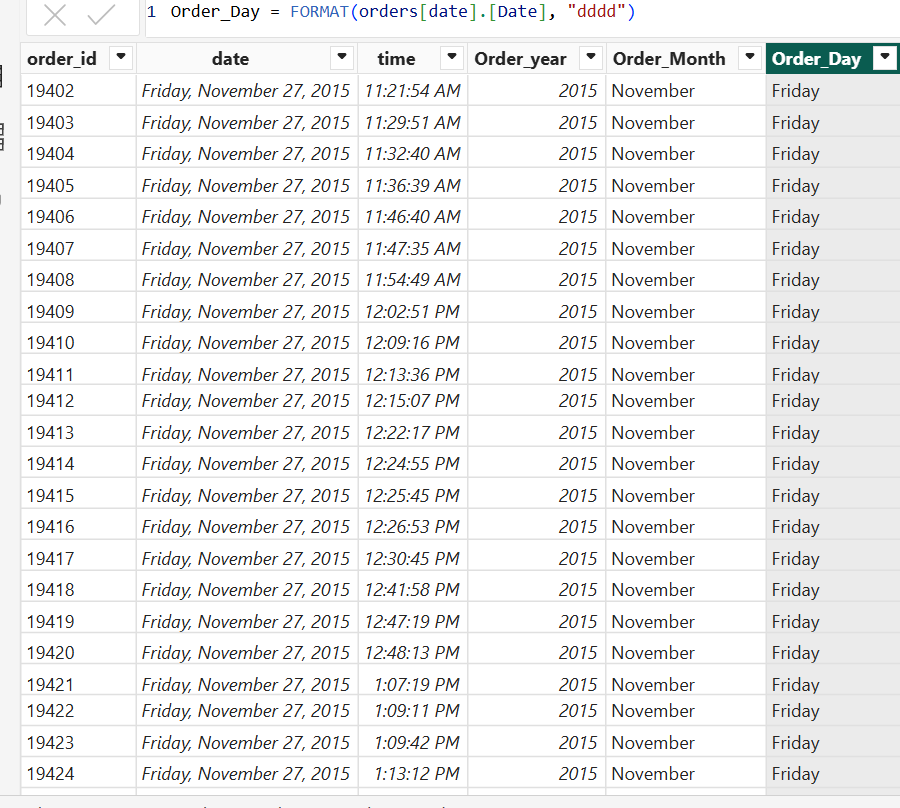 1 Order_Day = FORMAT(orders[date].[Date], "dddd")
order_id date time Order_year Order_Month Order_Day
19402 Friday, November 27, 2015 11:21:54 AM 2015 November Friday
19403 Friday, November 27, 2015 11:29:51 AM 2015 November Friday
19404 Friday, November 27, 2015 11:32:40 AM 2015 November Friday
19405 Friday, November 27, 2015 11:36:39 AM 2015 November Friday
19406 Friday, November 27, 2015 11:46:40 AM 2015 November Friday
19407 Friday, November 27, 2015 11:47:35 AM 2015 November Friday
19408 Friday, November 27, 2015 11:54:49 AM 2015 November Friday
19409 Friday, November 27, 2015 12:02:51 PM 2015 November Friday
19410 Friday, November 27, 2015 12:09:16 PM 2015 November Friday
19411 Friday, November 27, 2015 12:13:36 PM 2015 November Friday
19412 Friday, November 27, 2015 12:15:07 PM 2015 November Friday
19413 Friday, November 27, 2015 12:22:17 PM 2015 November Friday
19414 Friday, November 27, 2015 12:24:55 PM 2015 November Friday
19415 Friday, November 27, 2015 12:25:45 PM 2015 November Friday
19416 Friday, November 27, 2015 12:26:53 PM 2015 November Friday
19417 Friday, November 27, 2015 12:30:45 PM 2015 November Friday
19418 Friday, November 27, 2015 12:41:58 PM 2015 November Friday
19419 Friday, November 27, 2015 12:47:19 PM 2015 November Friday
19420 Friday, November 27, 2015 12:48:13 PM 2015 November Friday
19421 Friday, November 27, 2015 1:07:19 PM 2015 November Friday
19422 Friday, November 27, 2015 1:09:11 PM 2015 November Friday
19423 Friday, November 27, 2015 1:09:42 PM 2015 November Friday
19424 Friday, November 27, 2015 1:13:12 PM 2015 November Friday